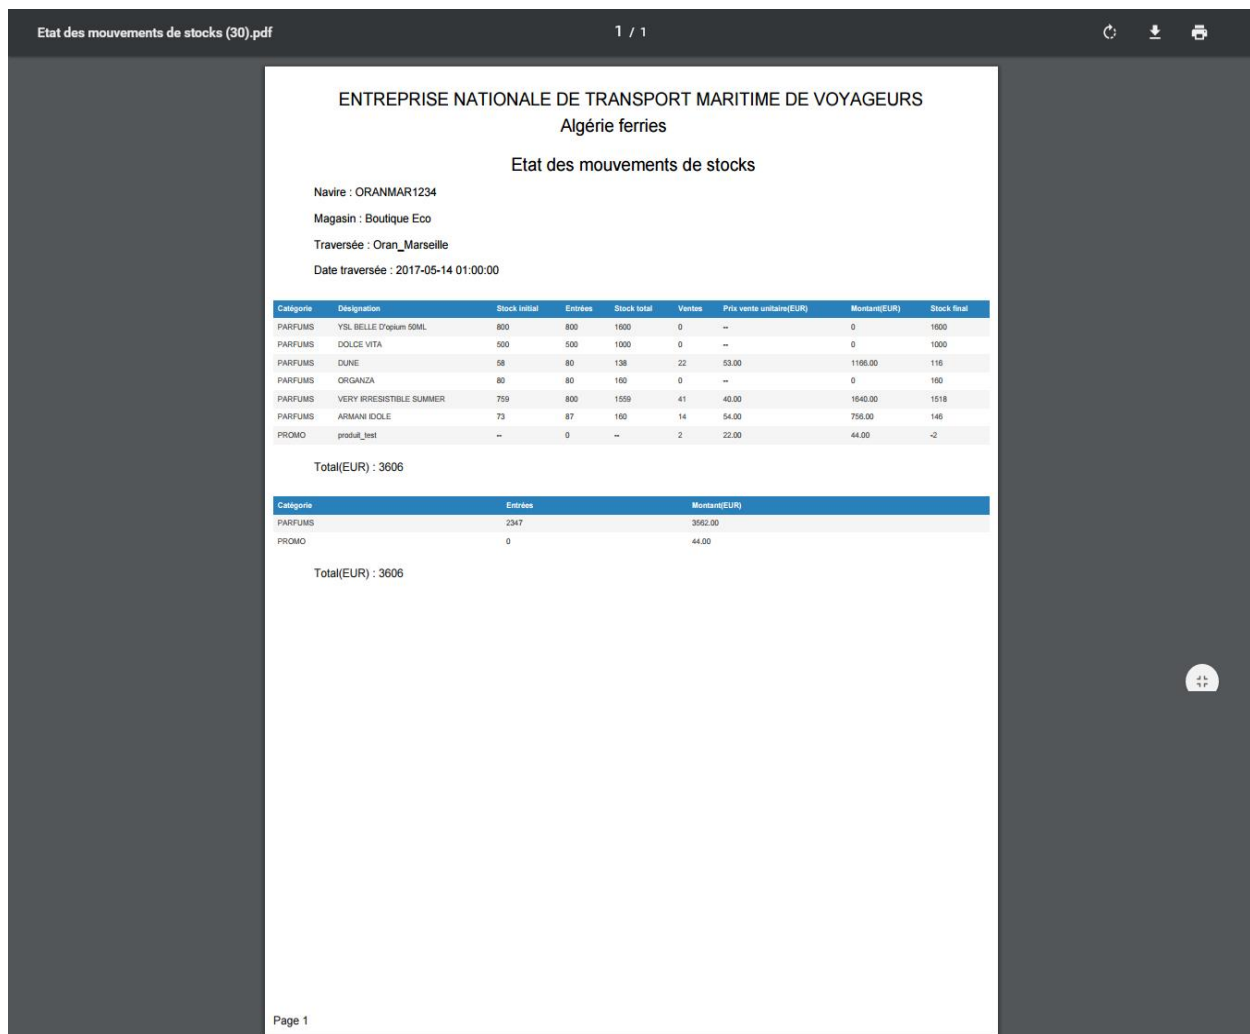 Etat des mouvements de stocks (30).pdf 1 / 1
ENTREPRISE NATIONALE DE TRANSPORT MARITIME DE VOYAGEURS
Algérie ferries
Etat des mouvements de stocks
Navire : ORANMAR1234
Magasin : Boutique Eco
Traversée : Oran_Marseille
Date traversée : 2017-05-14 01:00:00
Catégorie Désignation Stock initial Entrées Stock total Ventes Prix vente unitaire(EUR) Montant(EUR) Stock final
PARFUMS YSL BELLE D'opium 50ML 800 800 1600 0 -- 0 1600
PARFUMS DOLCE VITA 500 500 1000 0 -- 0 1000
PARFUMS DUNE 58 80 138 22 53.00 1166.00 116
PARFUMS ORGANZA 80 80 160 0 -- 0 160
PARFUMS VERY IRRESISTIBLE SUMMER 759 800 1559 41 40.00 1640.00 1518
PARFUMS ARMANI IDOLE 73 87 160 14 54.00 756.00 146
PROMO produit_test -- 0 -- 2 22.00 44.00 -2
Total(EUR) : 3606
Catégorie Entrées Montant(EUR)
PARFUMS 2347 3562.00
PROMO 0 44.00
Total(EUR) : 3606
Page 1